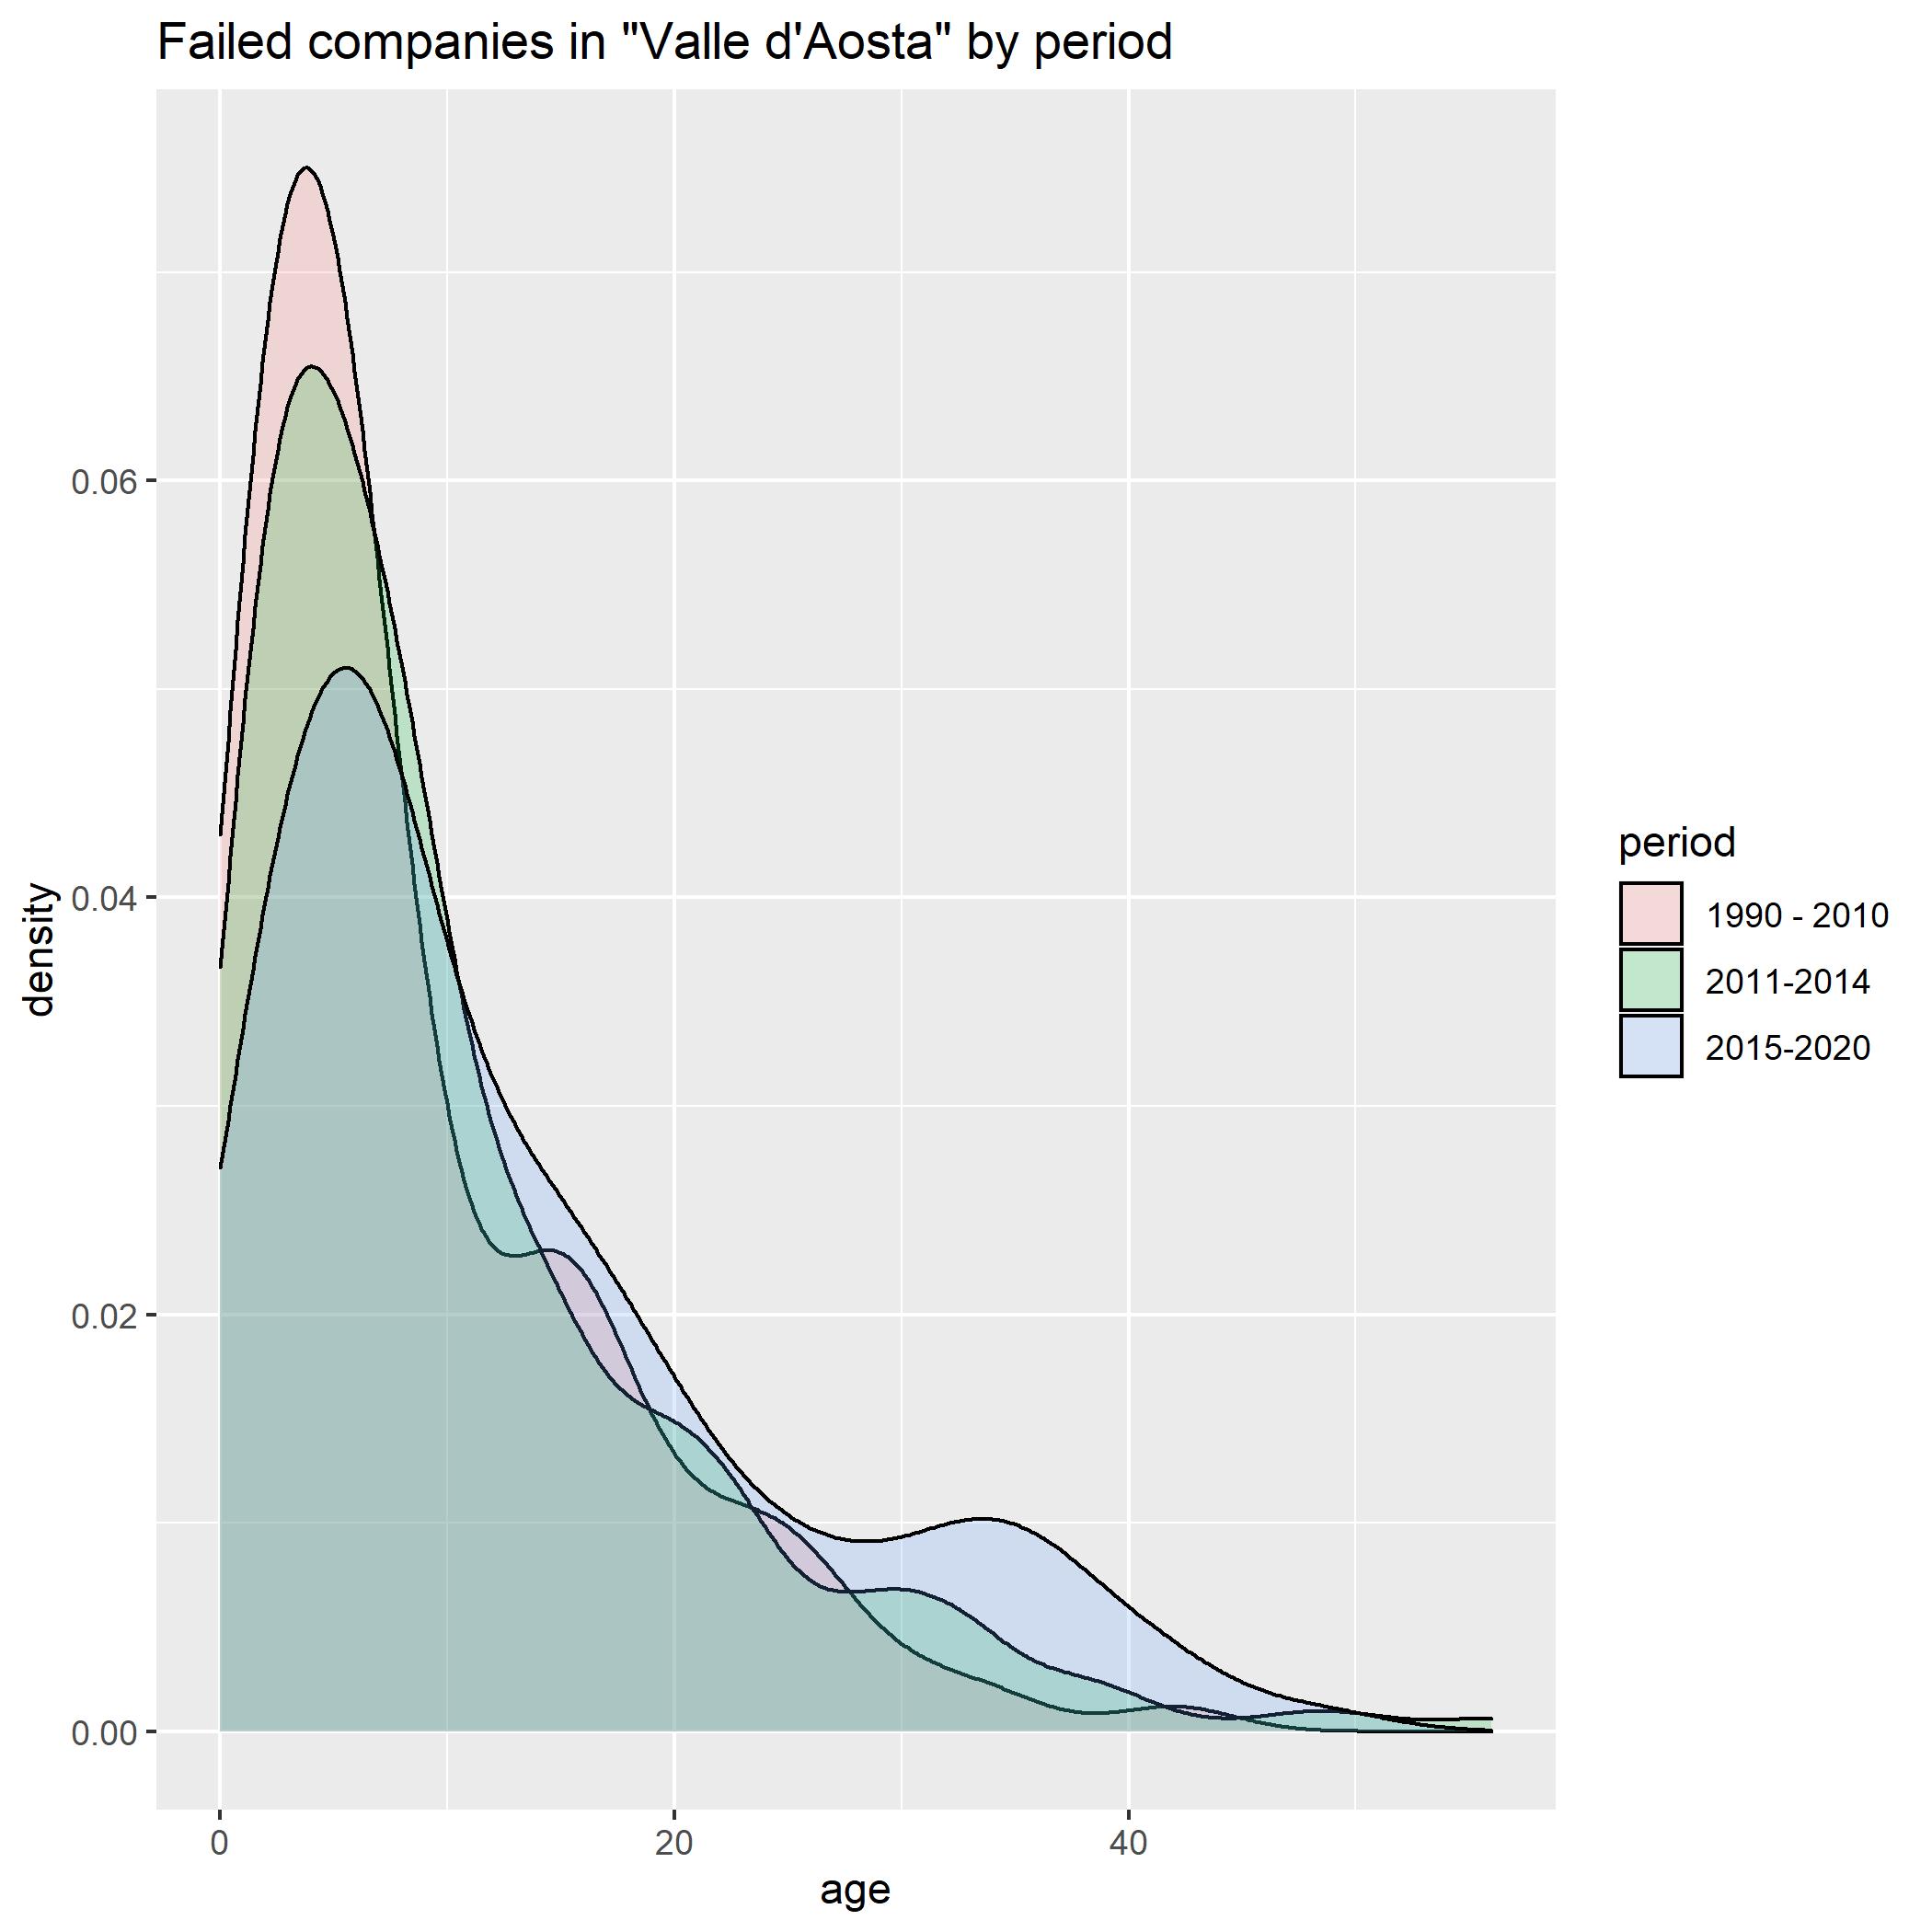 Failed companies in "Valle d'Aosta" by period
density
0.06
0.04
0.02
0.00
0
20
40
age
period
1990 - 2010
2011-2014
2015-2020